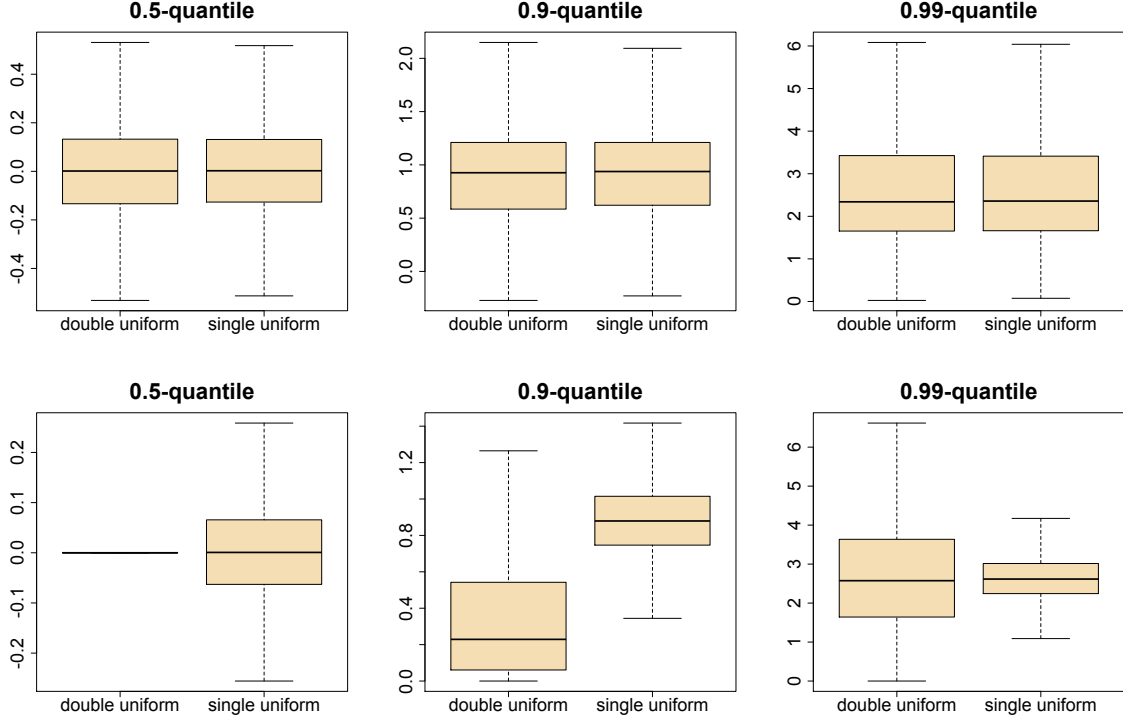 0.5-quantile
0.9-quantile
0.99-quantile
0.4
0.2
0.0
-0.2
-0.4
double uniform
single uniform
2.0
1.5
1.0
0.5
0.0
double uniform
single uniform
6
5
4
3
2
1
0
double uniform
single uniform
0.5-quantile
0.9-quantile
0.99-quantile
0.2
0.1
0.0
-0.1
-0.2
double uniform
single uniform
1.2
0.8
0.4
0.0
double uniform
single uniform
6
5
4
3
2
1
0
double uniform
single uniform